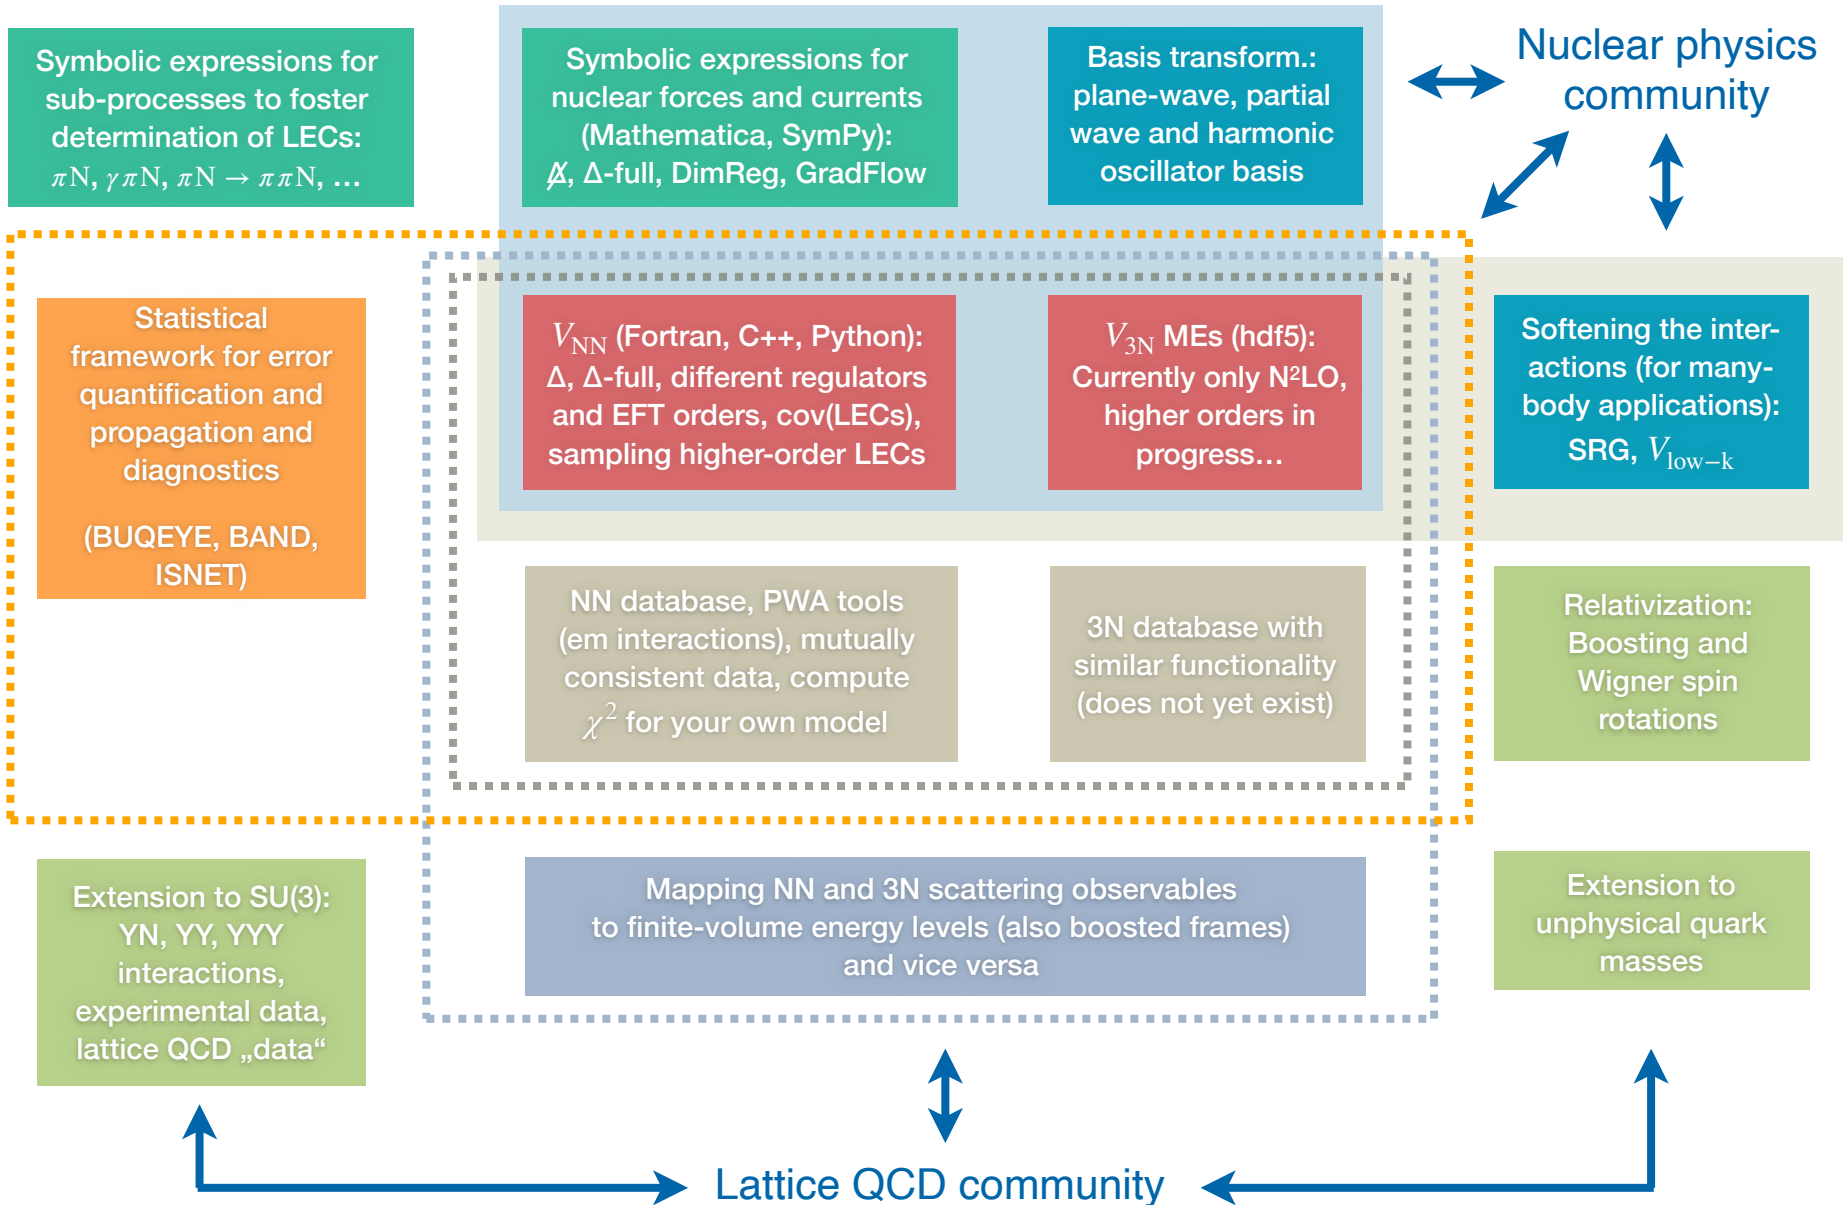 Symbolic expressions for
sub-processes to foster
determination of LECs:
πN, γπN, πN → ππN, …
Symbolic expressions for
nuclear forces and currents
(Mathematica, SymPy):
Δ̸, Δ-full, DimReg, GradFlow
Basis transform.:
plane-wave, partial
wave and harmonic
oscillator basis
Nuclear physics
community
Statistical
framework for error
quantification and
propagation and
diagnostics
(BUQEYE, BAND,
ISNET)
V_NN (Fortran, C++, Python):
Δ, Δ-full, different regulators
and EFT orders, cov(LECs),
sampling higher-order LECs
V_3N MEs (hdf5):
Currently only N²LO,
higher orders in
progress…
Softening the inter-
actions (for many-
body applications):
SRG, V_low–k
NN database, PWA tools
(em interactions), mutually
consistent data, compute
χ² for your own model
3N database with
similar functionality
(does not yet exist)
Relativization:
Boosting and
Wigner spin
rotations
Extension to SU(3):
YN, YY, YYY
interactions,
experimental data,
lattice QCD „data“
Mapping NN and 3N scattering observables
to finite-volume energy levels (also boosted frames)
and vice versa
Extension to
unphysical quark
masses
Lattice QCD community